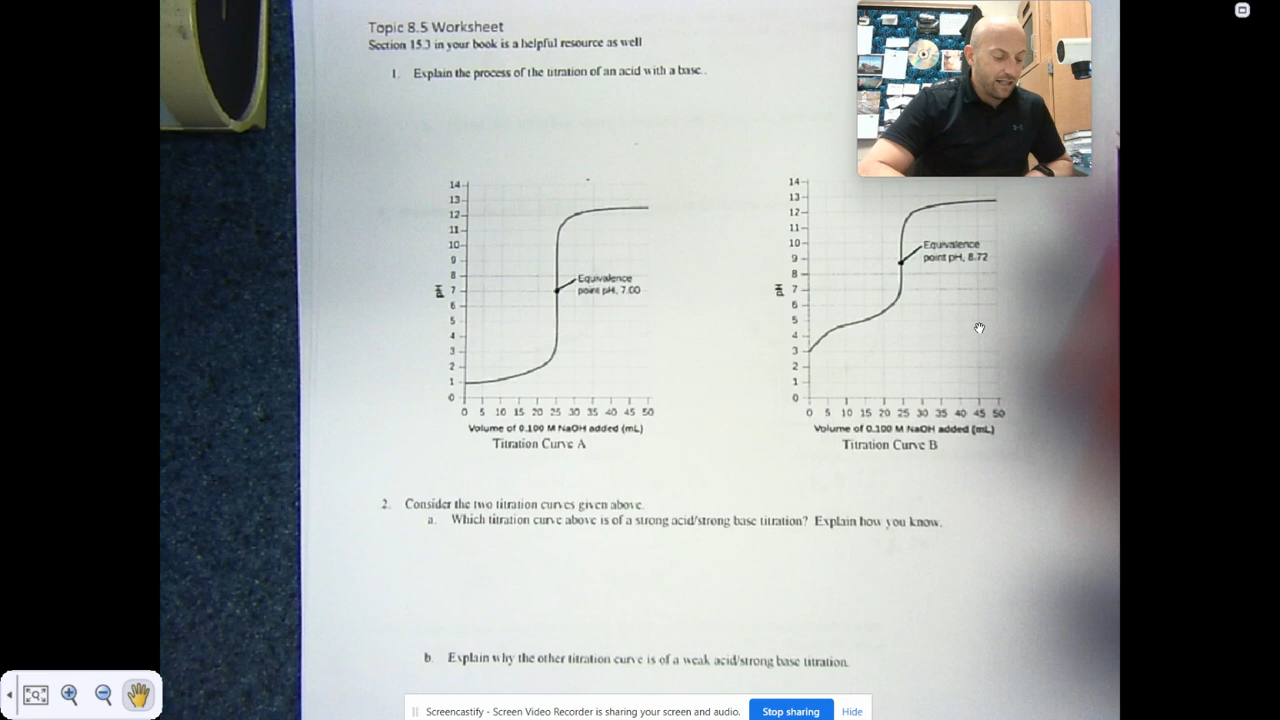 Topic 8.5 Worksheet
Section 15.3 in your book is a helpful resource as well
1. Explain the process of the titration of an acid with a base..
14
13
12
11
10
9
8
7
6
5
4
3
2
1
0
pH
Equivalence
point pH, 7.00
0 5 10 15 20 25 30 35 40 45 50
Volume of 0.100 M NaOH added (mL)
Titration Curve A
14
13
12
11
10
9
8
7
6
5
4
3
2
1
0
pH
Equivalence
point pH, 8.72
0 5 10 15 20 25 30 35 40 45 50
Volume of 0.100 M NaOH added (mL)
Titration Curve B
2. Consider the two titration curves given above.
a. Which titration curve above is of a strong acid/strong base titration? Explain how you know.
b. Explain why the other titration curve is of a weak acid/strong base titration.
Screencastify - Screen Video Recorder is sharing your screen and audio. Stop sharing Hide